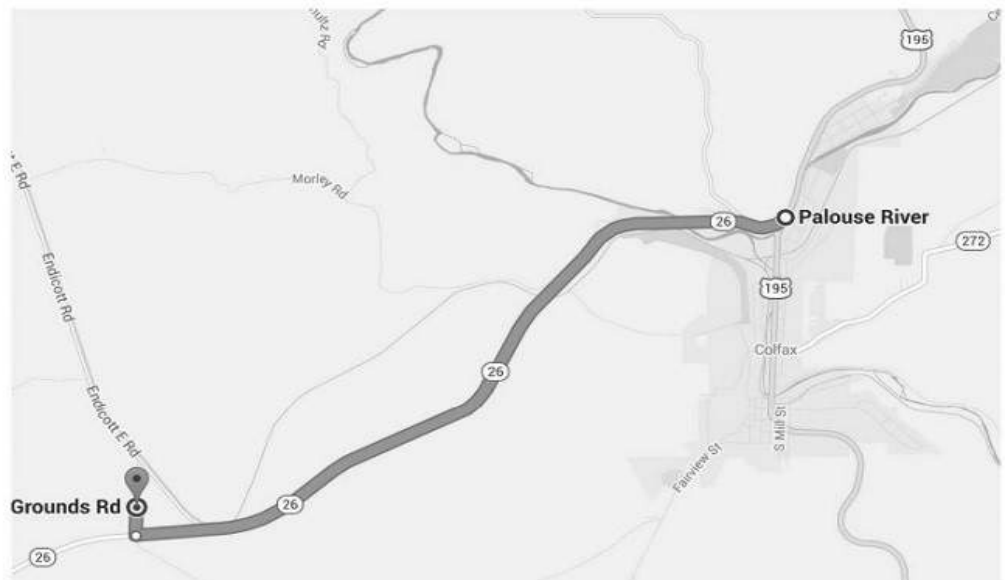 195
Morley Rd
26
Palouse River
272
Endicott Rd
195
Colfax
26
Endicott E Rd
S Mill St
Fairview St
26
Grounds Rd
26